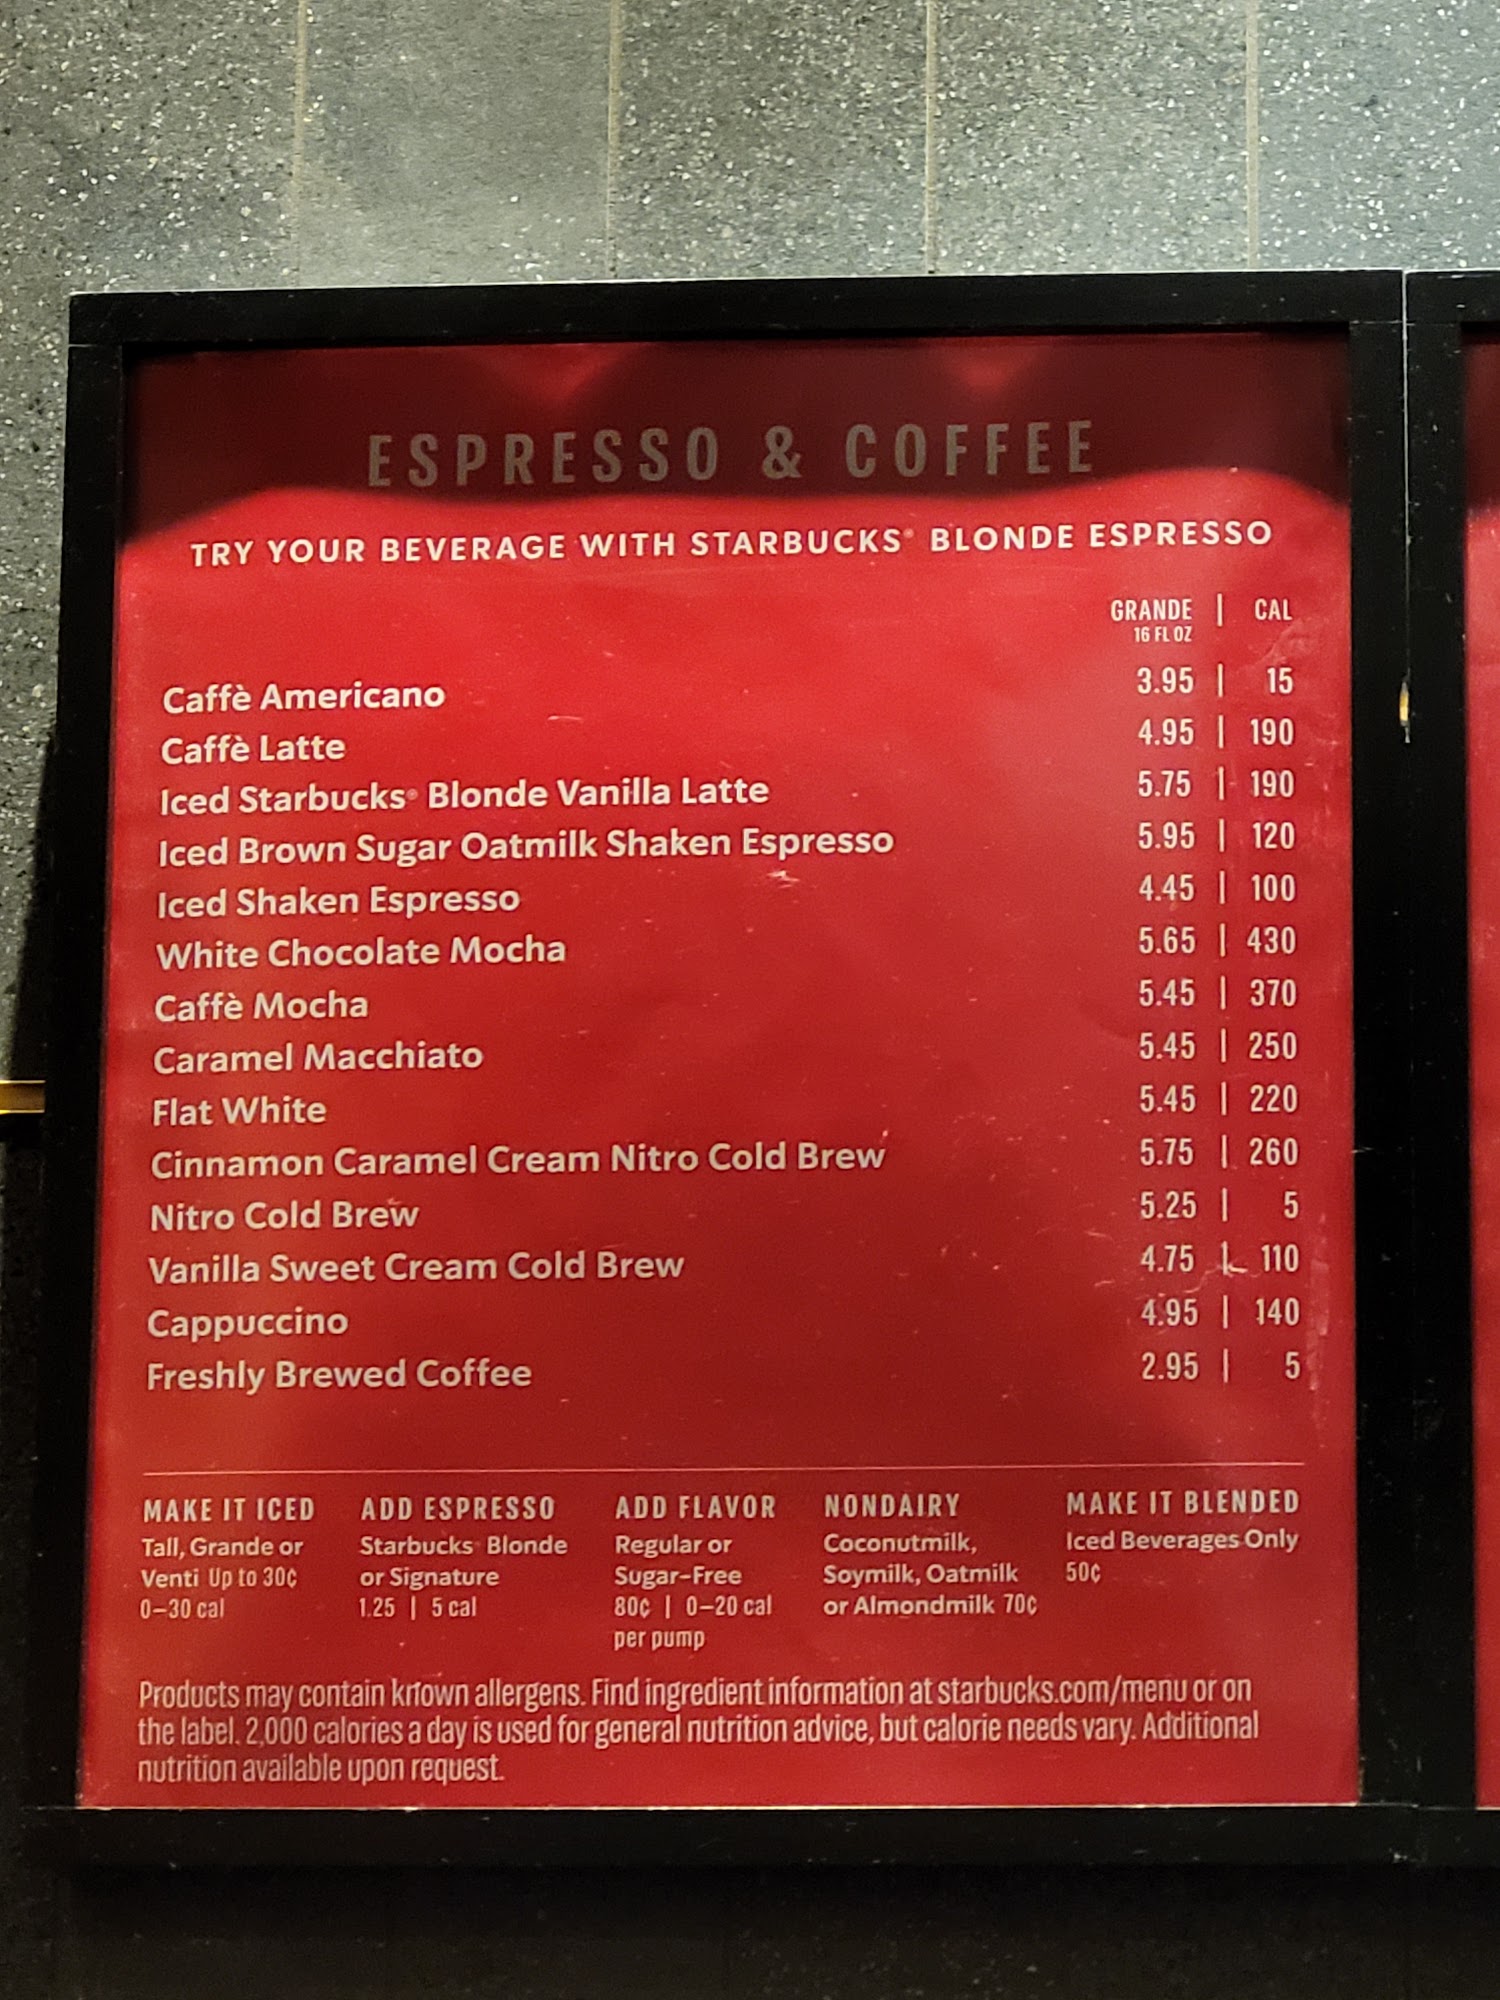 ESPRESSO & COFFEE
TRY YOUR BEVERAGE WITH STARBUCKS® BLONDE ESPRESSO
GRANDE | CAL
16 FL OZ
Caffè Americano 3.95 | 15
Caffè Latte 4.95 | 190
Iced Starbucks® Blonde Vanilla Latte 5.75 | 190
Iced Brown Sugar Oatmilk Shaken Espresso 5.95 | 120
Iced Shaken Espresso 4.45 | 100
White Chocolate Mocha 5.65 | 430
Caffè Mocha 5.45 | 370
Caramel Macchiato 5.45 | 250
Flat White 5.45 | 220
Cinnamon Caramel Cream Nitro Cold Brew 5.75 | 260
Nitro Cold Brew 5.25 | 5
Vanilla Sweet Cream Cold Brew 4.75 | 110
Cappuccino 4.95 | 140
Freshly Brewed Coffee 2.95 | 5
MAKE IT ICED
Tall, Grande or
Venti Up to 30¢
0–30 cal
ADD ESPRESSO
Starbucks® Blonde
or Signature
1.25 | 5 cal
ADD FLAVOR
Regular or
Sugar-Free
80¢ | 0–20 cal
per pump
NONDAIRY
Coconutmilk,
Soymilk, Oatmilk
or Almondmilk 70¢
MAKE IT BLENDED
Iced Beverages Only
50¢
Products may contain known allergens. Find ingredient information at starbucks.com/menu or on
the label. 2,000 calories a day is used for general nutrition advice, but calorie needs vary. Additional
nutrition available upon request.